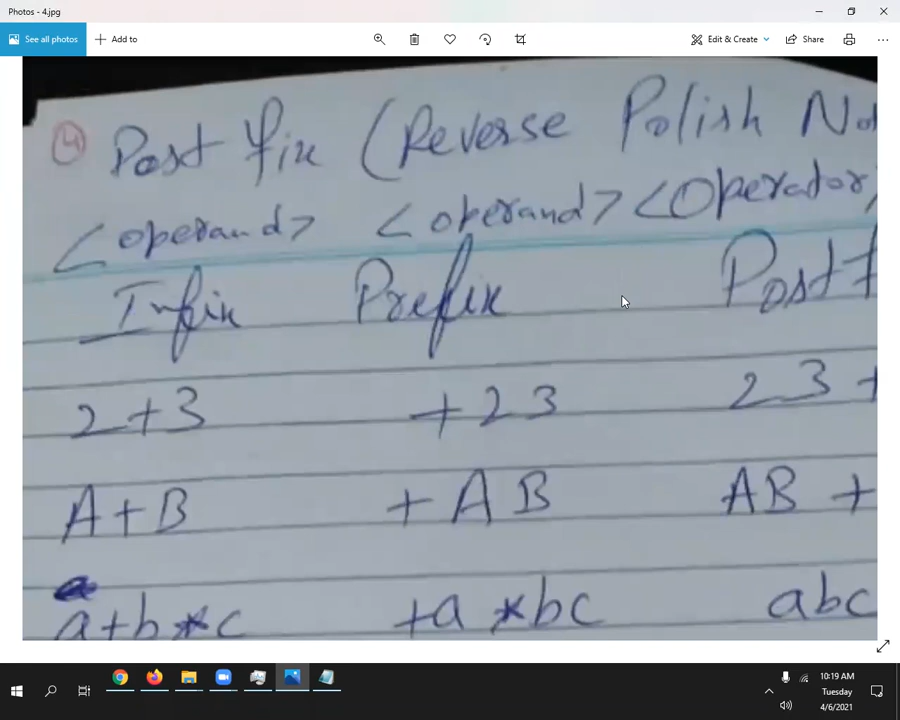 Photos - 4.jpg
See all photos
Add to
Edit & Create
Share
4 Post fix (Reverse Polish No
<operand> <operand> <Operator
Infix Prefix Post f
2+3 +23 23 +
A+B + AB AB +
a+b*c +a *bc abc
10:19 AM
Tuesday
4/6/2021